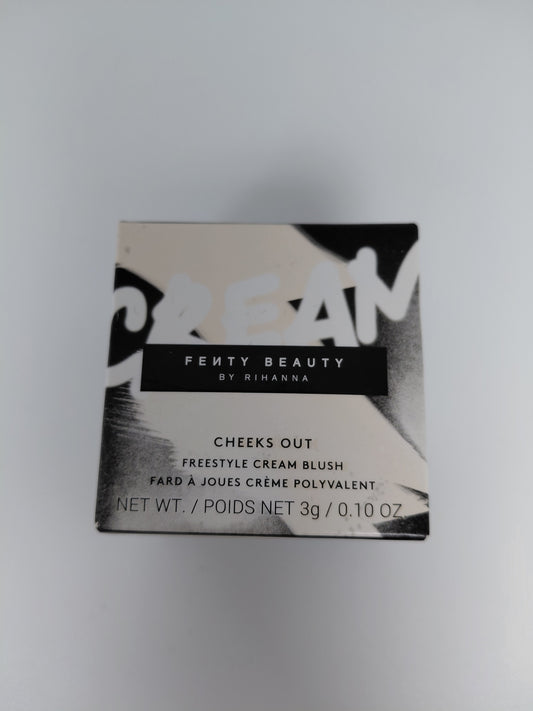 CREAM
FEИTY BEAUTY
BY RIHANNA
CHEEKS OUT
FREESTYLE CREAM BLUSH
FARD À JOUES CRÈME POLYVALENT
NET WT. / POIDS NET 3g / 0.10 OZ.